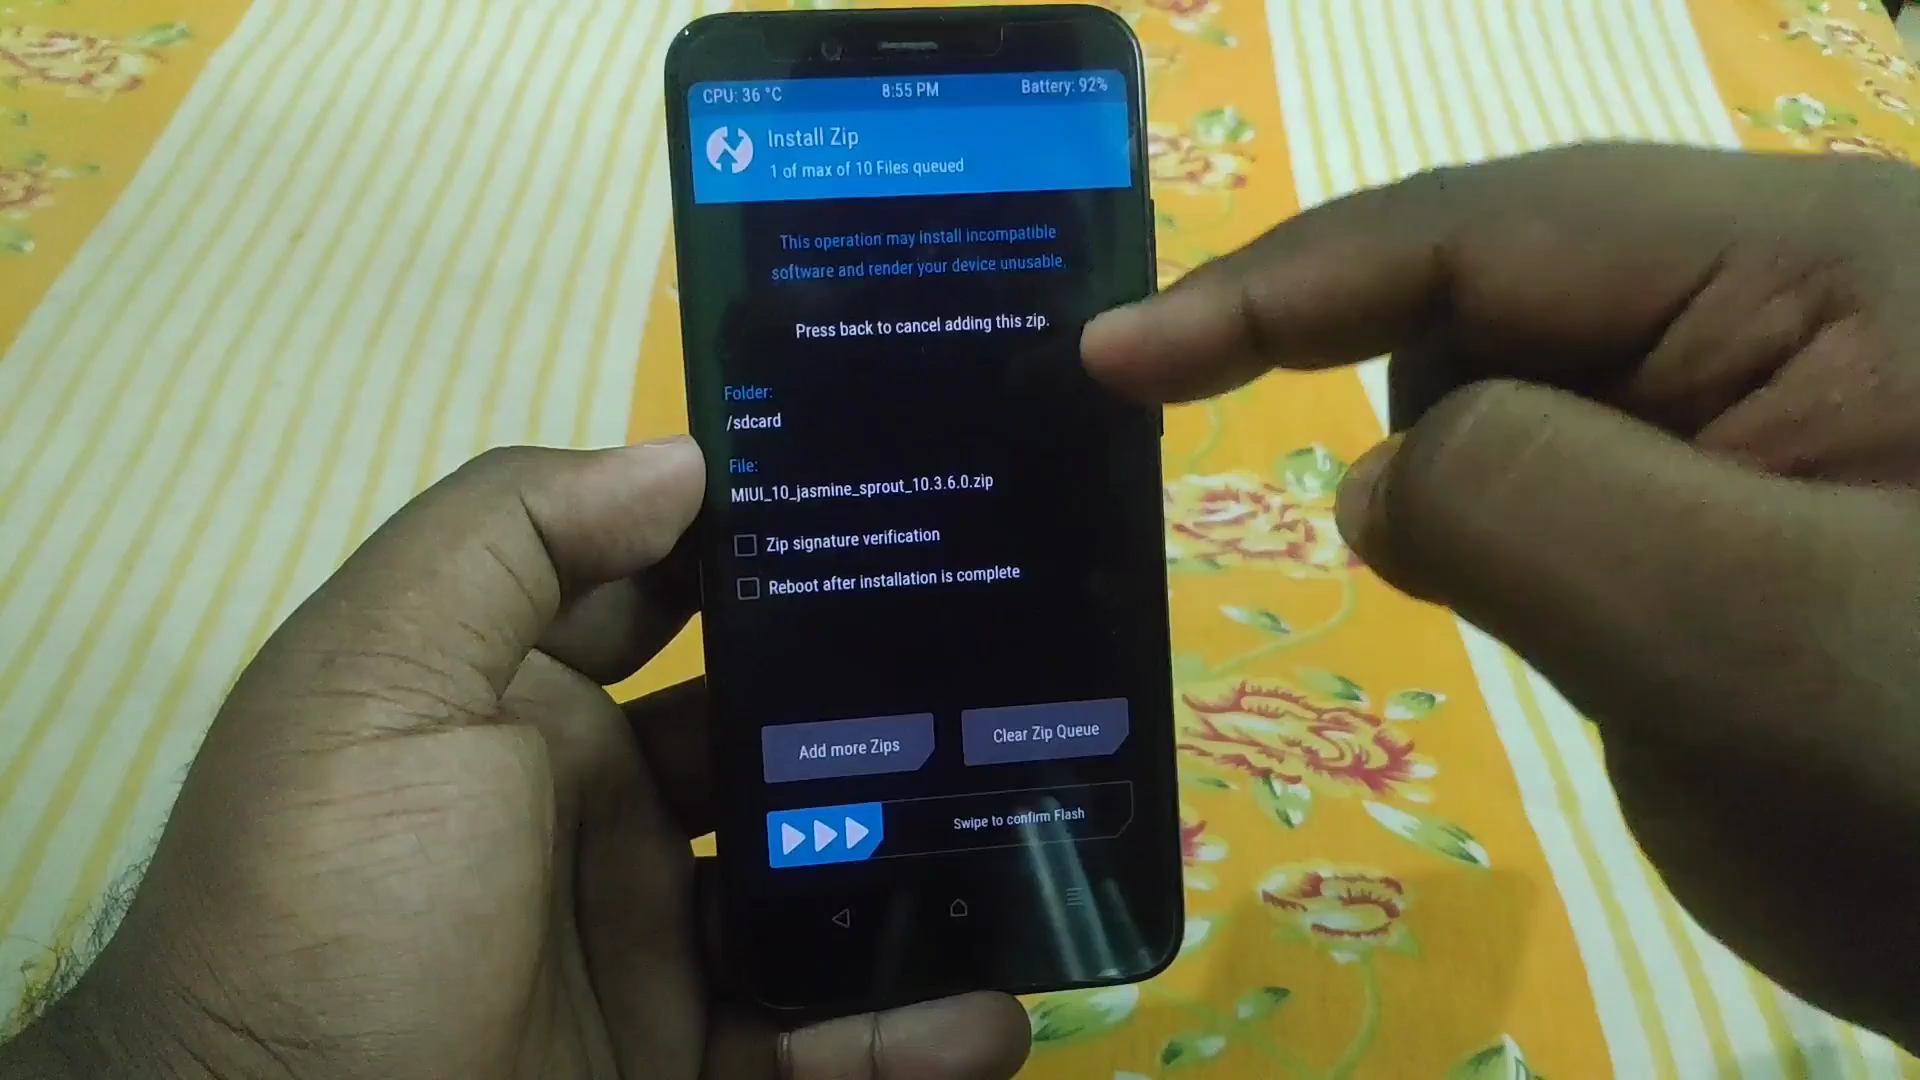 CPU: 36 °C 8:55 PM Battery: 92%
Install Zip
1 of max of 10 Files queued
This operation may install incompatible
software and render your device unusable.
Press back to cancel adding this zip.
Folder:
/sdcard
File:
MIUI_10_jasmine_sprout_10.3.6.0.zip
Zip signature verification
Reboot after installation is complete
Add more Zips Clear Zip Queue
Swipe to confirm Flash